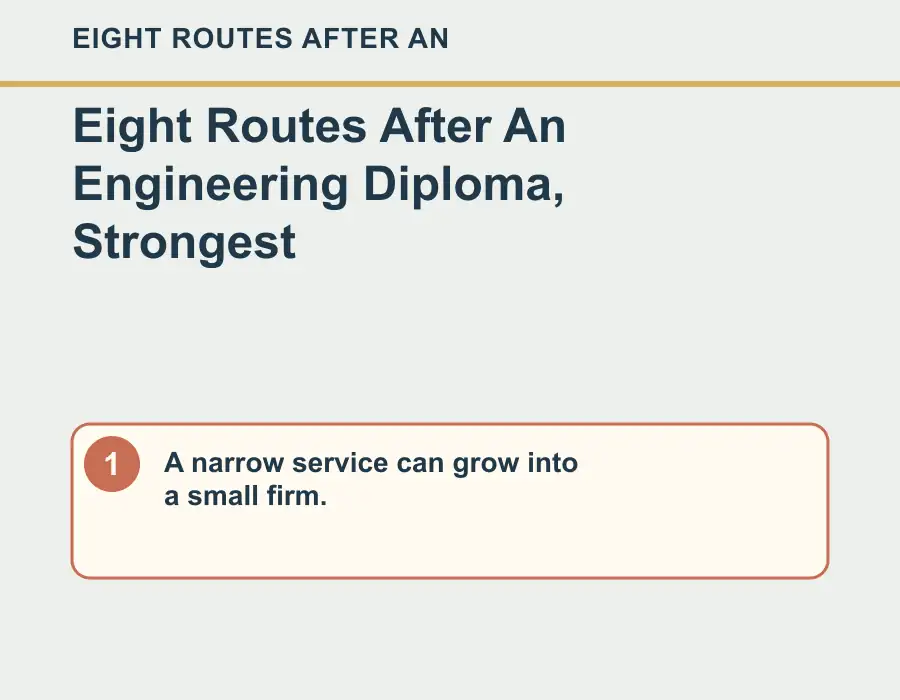 EIGHT ROUTES AFTER AN
Eight Routes After An
Engineering Diploma,
Strongest
1
A narrow service can grow into
a small firm.